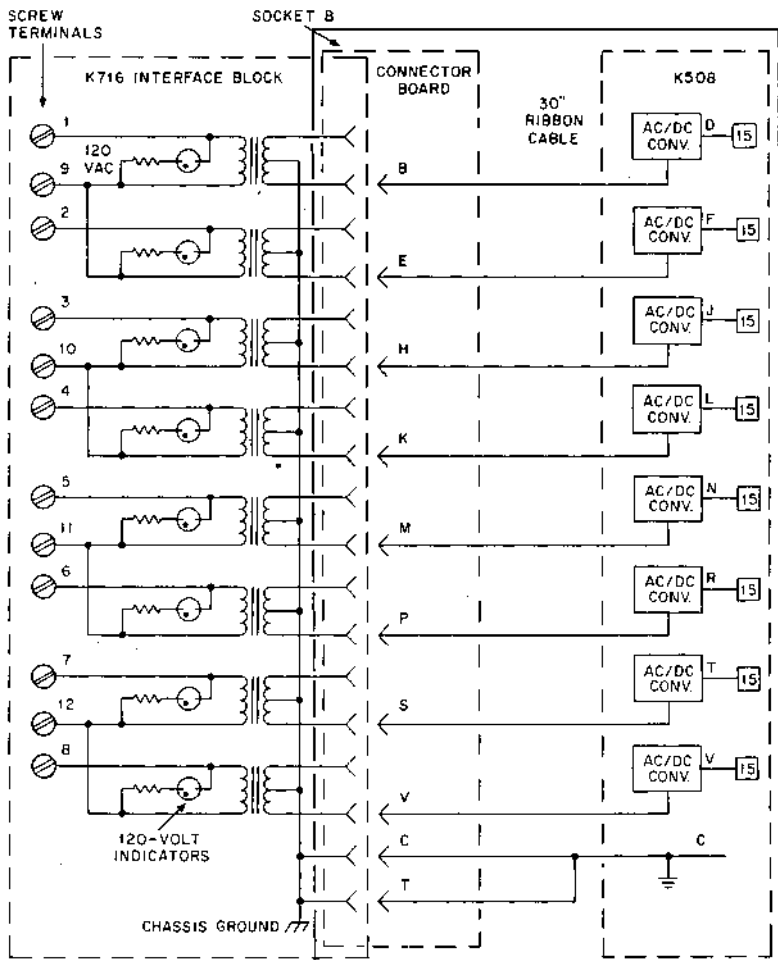 SCREW
TERMINALS
SOCKET B
K716 INTERFACE BLOCK
CONNECTOR
BOARD
30"
RIBBON
CABLE
K508
1
120
VAC
9
2
3
10
4
5
11
6
7
12
8
120-VOLT
INDICATORS
CHASSIS GROUND
B
E
H
K
M
P
S
V
C
T
AC/DC
CONV.
D
15
AC/DC
CONV.
F
15
AC/DC
CONV.
J
15
AC/DC
CONV.
L
15
AC/DC
CONV.
N
15
AC/DC
CONV.
R
15
AC/DC
CONV.
T
15
AC/DC
CONV.
V
15
C